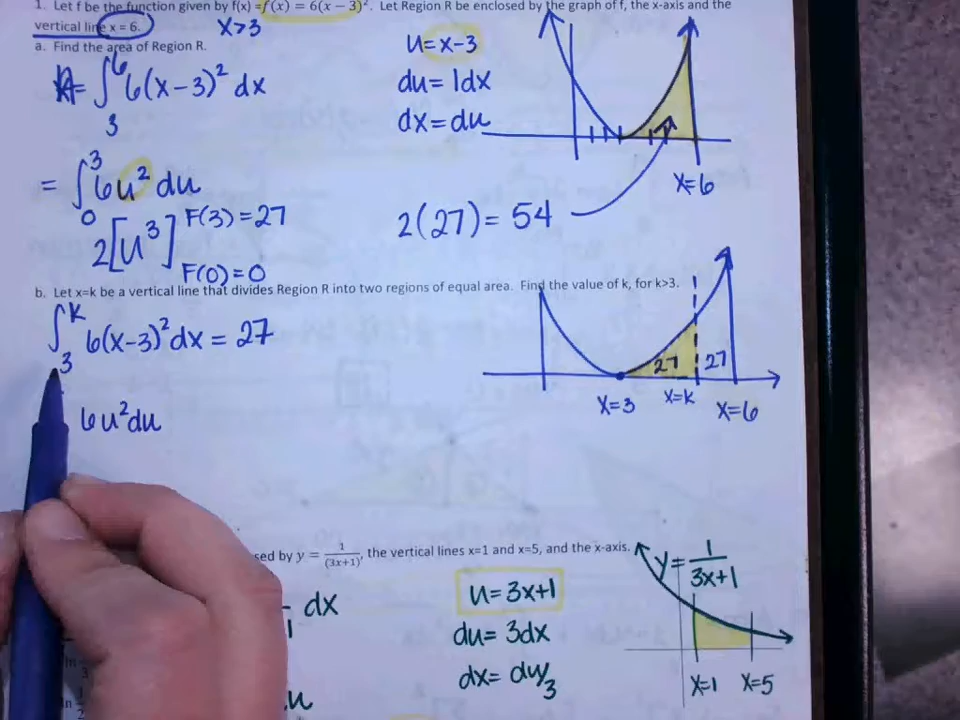 1. Let f be the function given by f(x) =f(x) = 6(x − 3)². Let Region R be enclosed by the graph of f, the x-axis and the
vertical line x = 6.
X>3
a. Find the area of Region R.
A= ∫₃⁶ 6(x−3)² dx
u=x-3
du= 1dx
dx= du
X=6
= ∫₀³ 6u² du
2[u³] F(3)=27
F(0)=0
2(27)= 54
b. Let x=k be a vertical line that divides Region R into two regions of equal area. Find the value of k, for k>3.
∫₃ᴷ 6(x-3)² dx = 27
6u²du
27 27
X=3 X=K X=6
sed by y = 1/(3x+1), the vertical lines x=1 and x=5, and the x-axis.
y= 1/3x+1
dx
1
u= 3x+1
du= 3dx
dx= du/3
X=1 X=5